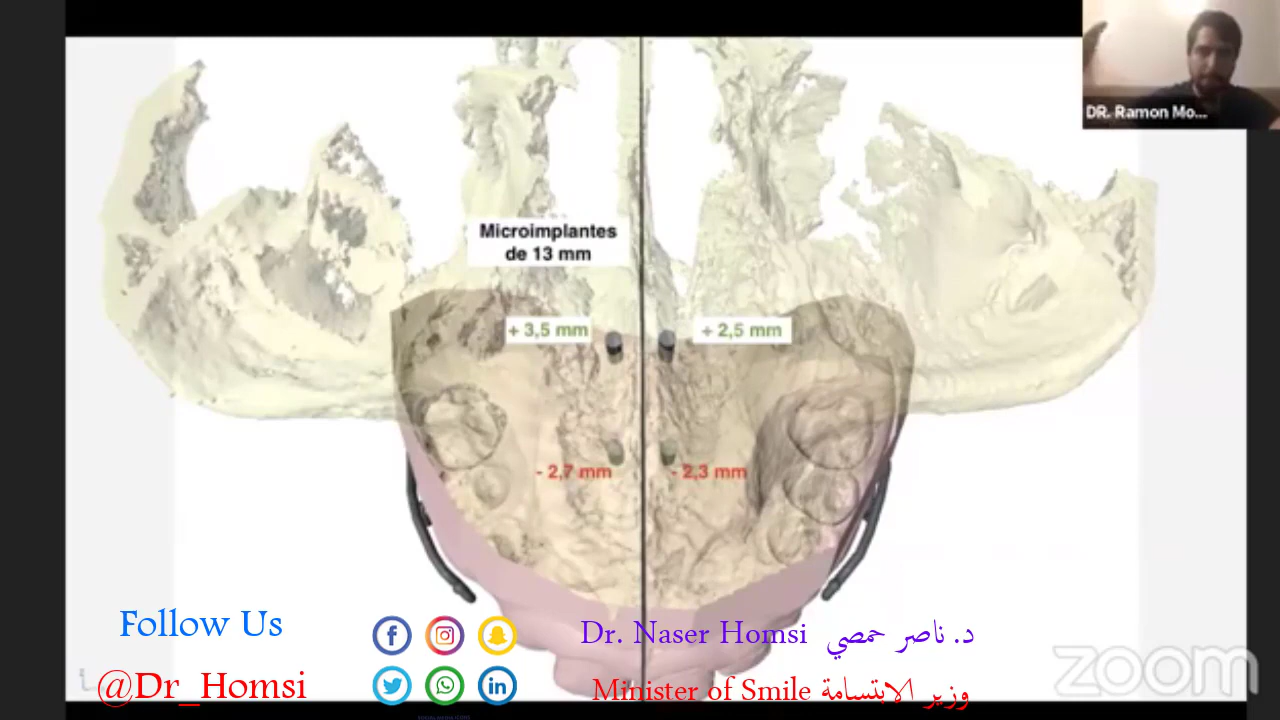 DR. Ramon Mo...
Microimplantes
de 13 mm
+ 3,5 mm
+ 2,5 mm
- 2,7 mm
- 2,3 mm
Follow Us
@Dr_Homsi
Dr. Naser Homsi د. ناصر حمصي
Minister of Smile وزير الابتسامة
zoom